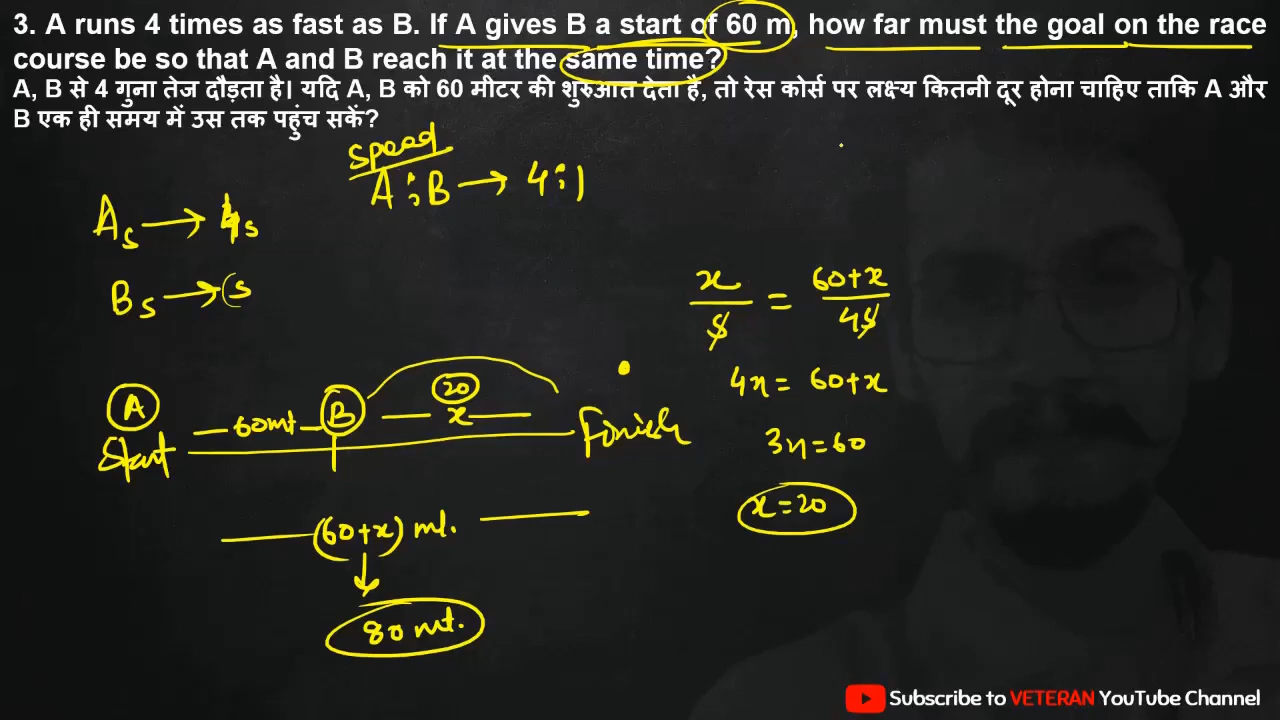 3. A runs 4 times as fast as B. If A gives B a start of 60 m, how far must the goal on the race
course be so that A and B reach it at the same time?
A, B से 4 गुना तेज दौड़ता है। यदि A, B को 60 मीटर की शुरुआत देता है, तो रेस कोर्स पर लक्ष्य कितनी दूर होना चाहिए ताकि A और
B एक ही समय में उस तक पहुंच सकें?
speed
A : B → 4 : 1
A_s → 4s
B_s → s
x/s = (60+x)/4s
4x = 60+x
3x = 60
x = 20
A
B
20
Start
60mt
x
Finish
(60+x) mt.
80 mt.
Subscribe to VETERAN YouTube Channel